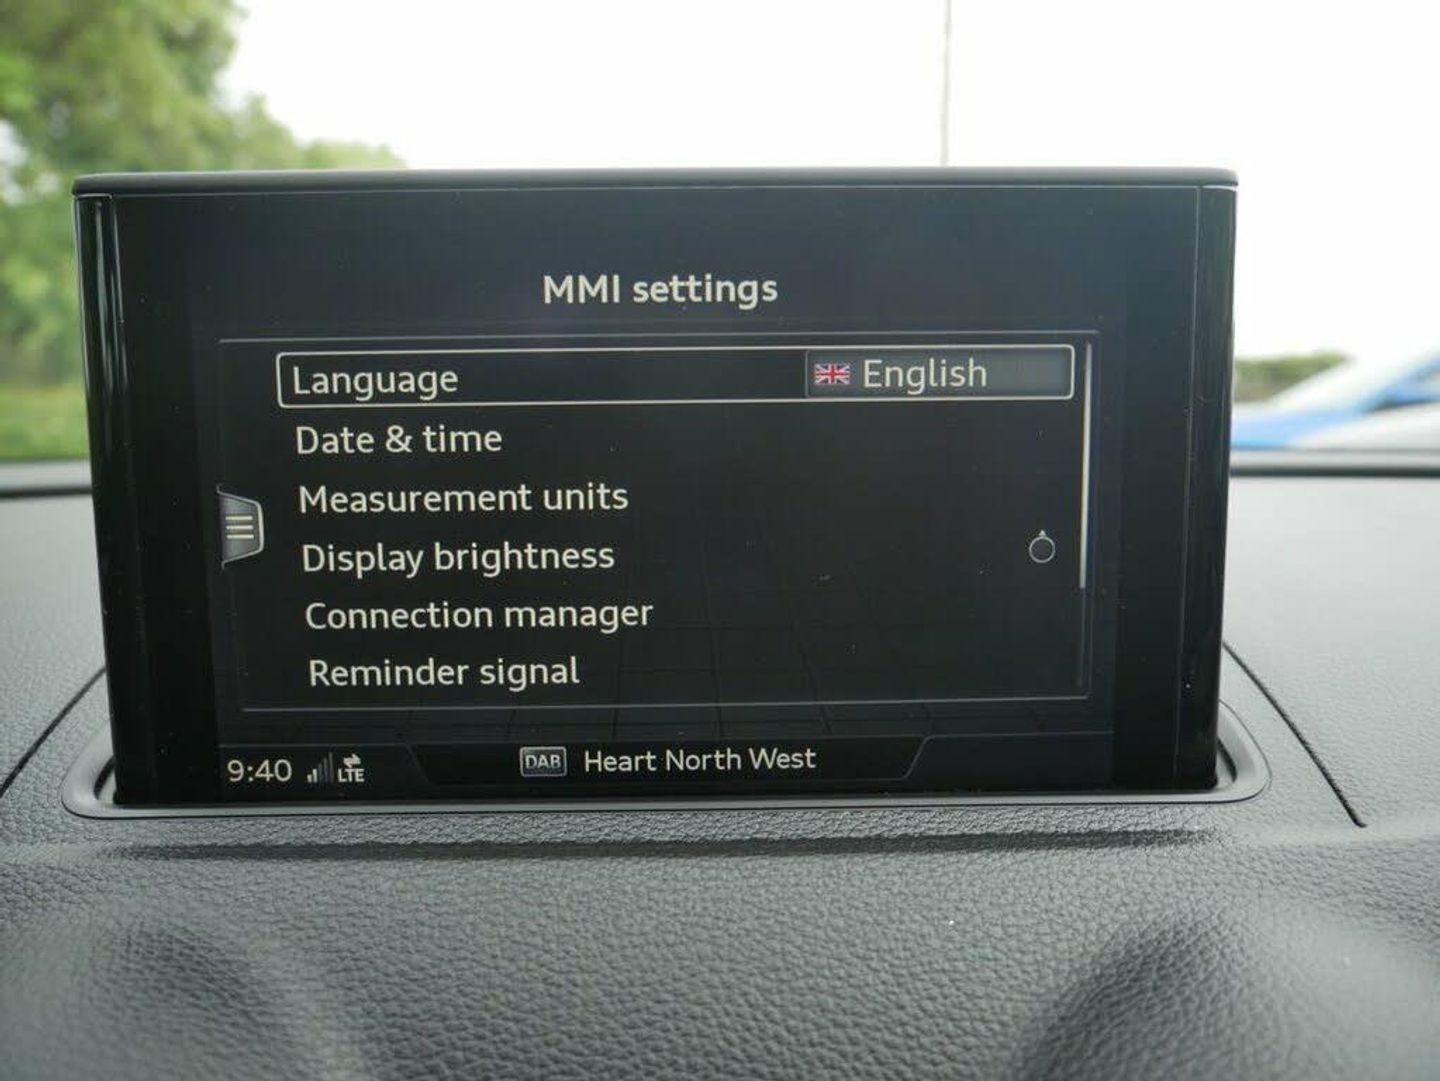 MMI settings
Language English
Date & time
Measurement units
Display brightness
Connection manager
Reminder signal
9:40 LTE DAB Heart North West